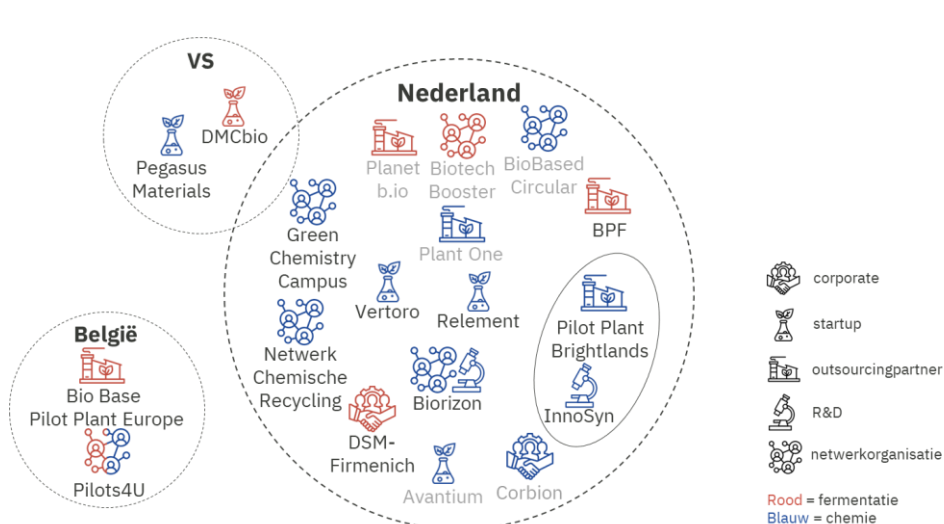 VS
DMCbio
Pegasus
Materials
Nederland
Planet
b.io
Biotech
Booster
BioBased
Circular
BPF
Green
Chemistry
Campus
Plant One
Vertoro
Relement
Pilot Plant
Brightlands
InnoSyn
Netwerk
Chemische
Recycling
Biorizon
DSM-
Firmenich
Avantium
Corbion
België
Bio Base
Pilot Plant Europe
Pilots4U
corporate
startup
outsourcingpartner
R&D
netwerkorganisatie
Rood = fermentatie
Blauw = chemie